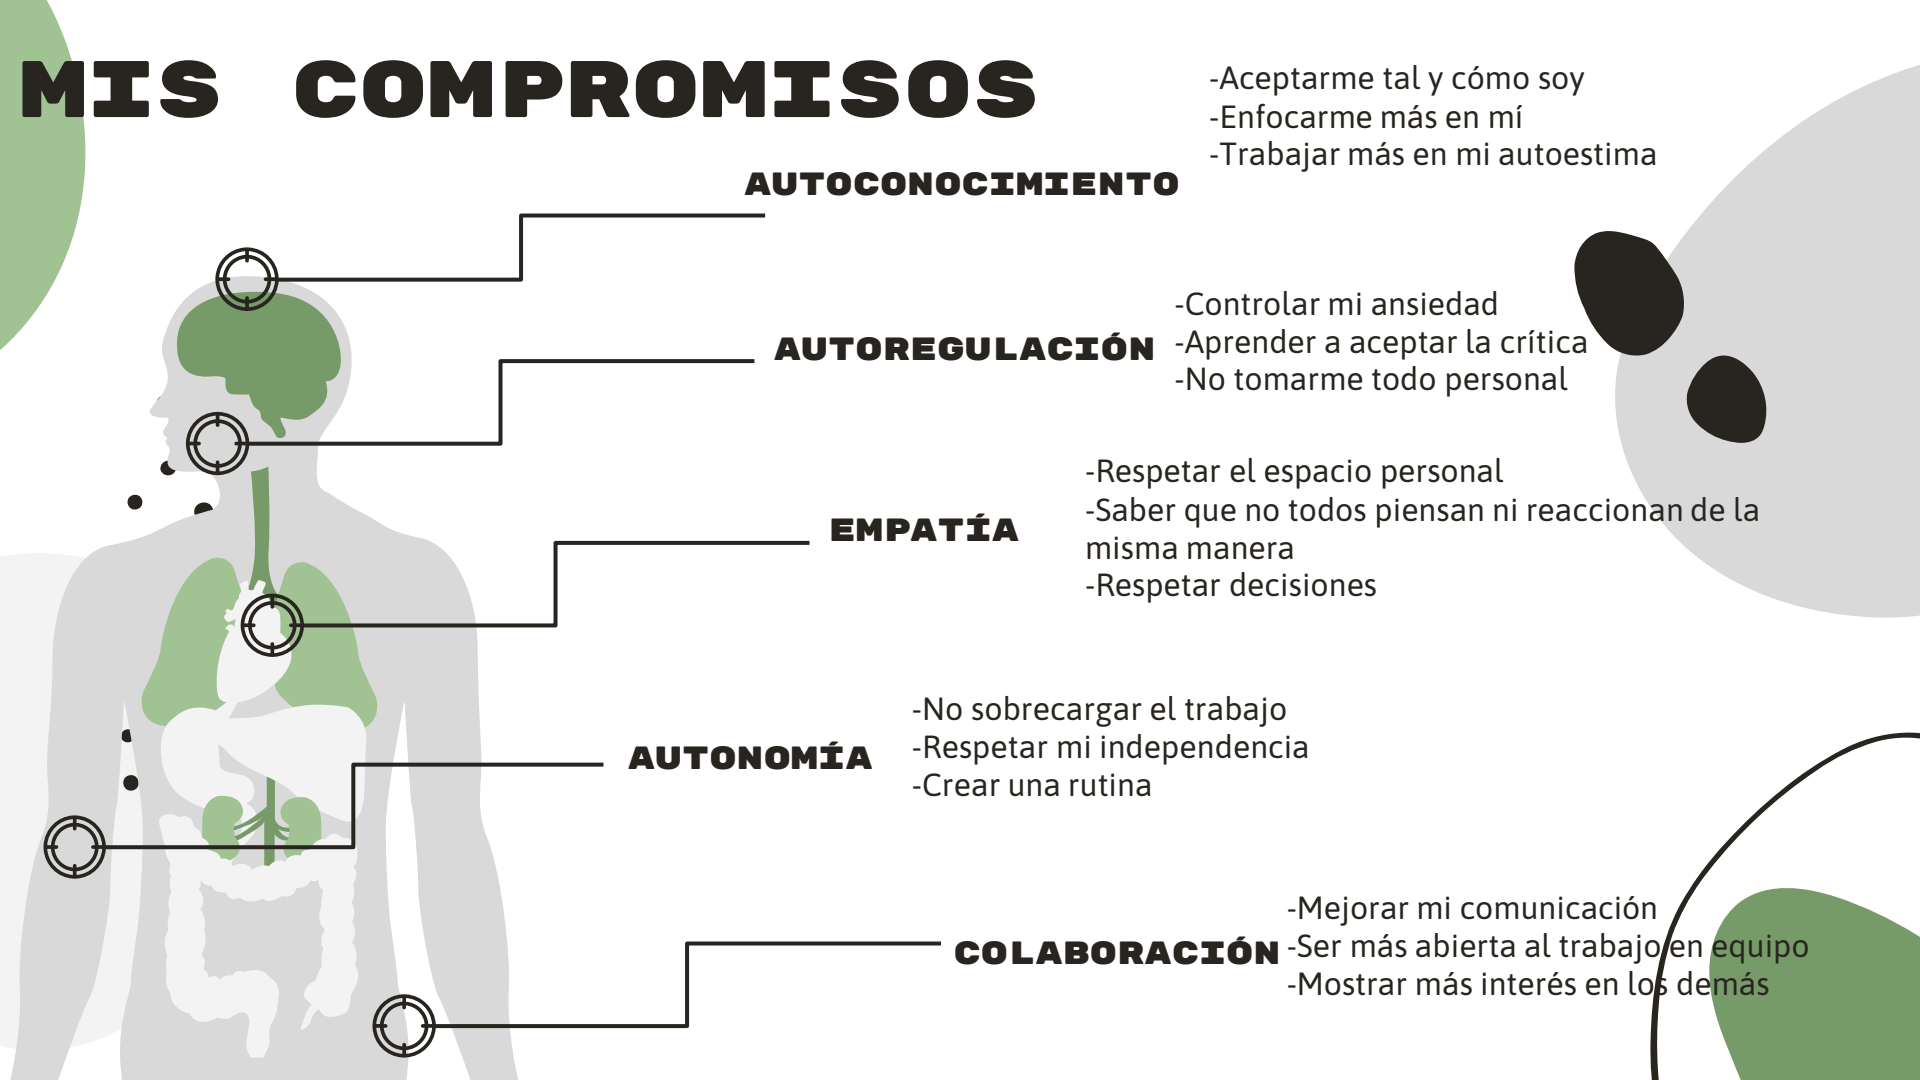 MIS COMPROMISOS
-Aceptarme tal y cómo soy
-Enfocarme más en mí
-Trabajar más en mi autoestima
AUTOCONOCIMIENTO
-Controlar mi ansiedad
-Aprender a aceptar la crítica
-No tomarme todo personal
AUTOREGULACIÓN
-Respetar el espacio personal
-Saber que no todos piensan ni reaccionan de la
misma manera
-Respetar decisiones
EMPATÍA
-No sobrecargar el trabajo
-Respetar mi independencia
-Crear una rutina
AUTONOMÍA
-Mejorar mi comunicación
-Ser más abierta al trabajo en equipo
-Mostrar más interés en los demás
COLABORACIÓN